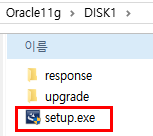 Oracle11g > DISK1 >
이름
response
upgrade
setup.exe